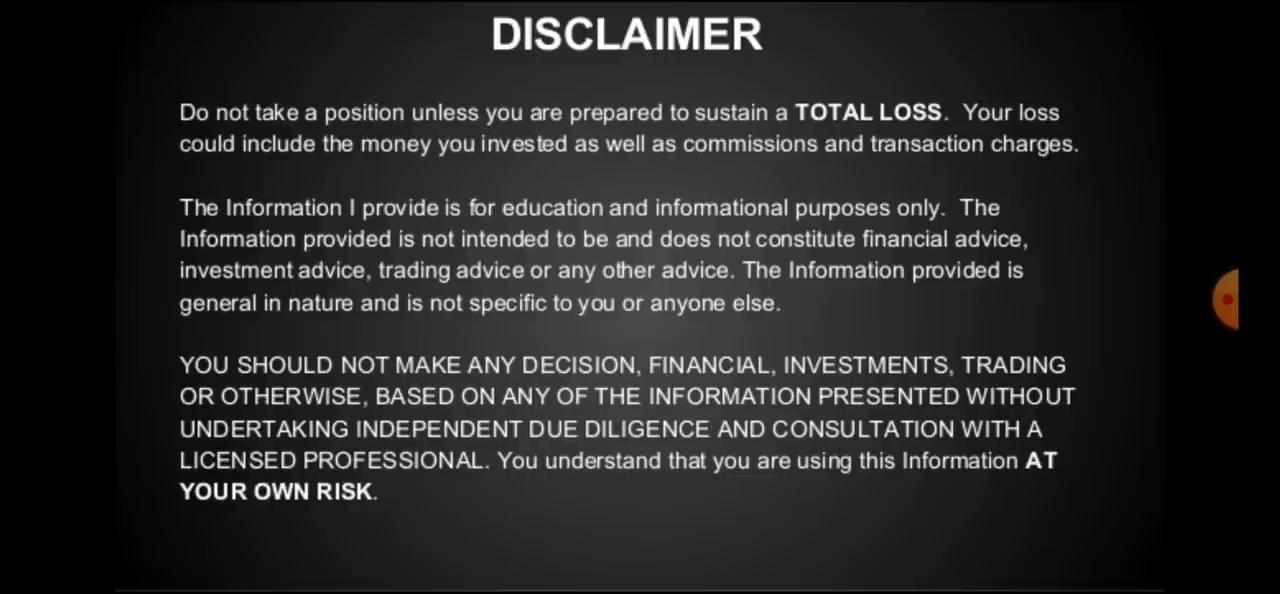 DISCLAIMER
Do not take a position unless you are prepared to sustain a TOTAL LOSS.  Your loss
could include the money you invested as well as commissions and transaction charges.
The Information I provide is for education and informational purposes only.  The
Information provided is not intended to be and does not constitute financial advice,
investment advice, trading advice or any other advice. The Information provided is
general in nature and is not specific to you or anyone else.
YOU SHOULD NOT MAKE ANY DECISION, FINANCIAL, INVESTMENTS, TRADING
OR OTHERWISE, BASED ON ANY OF THE INFORMATION PRESENTED WITHOUT
UNDERTAKING INDEPENDENT DUE DILIGENCE AND CONSULTATION WITH A
LICENSED PROFESSIONAL. You understand that you are using this Information AT
YOUR OWN RISK.